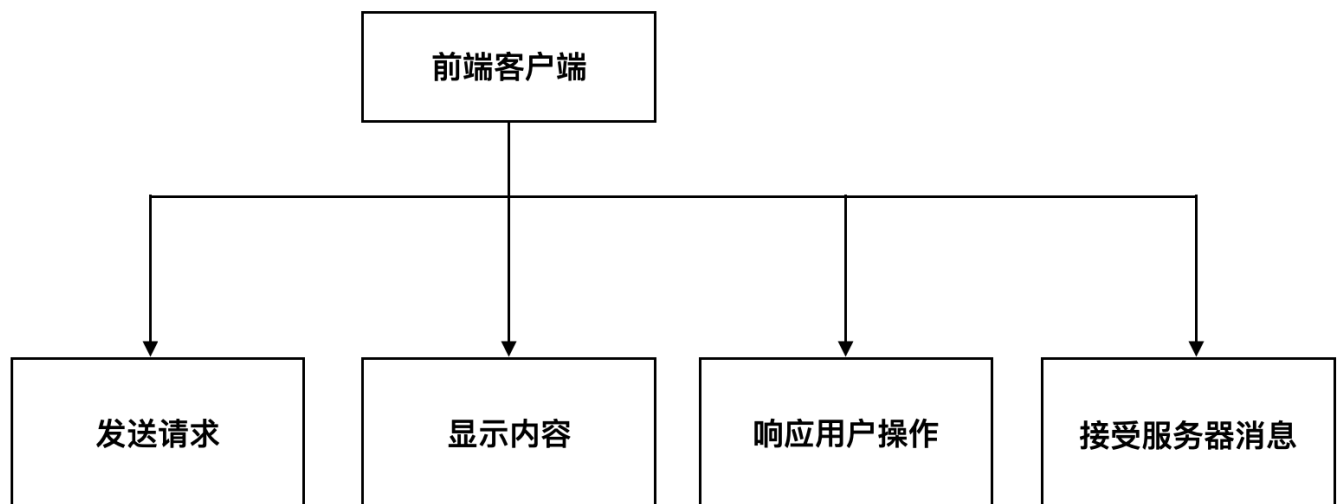 前端客户端
发送请求
显示内容
响应用户操作
接受服务器消息